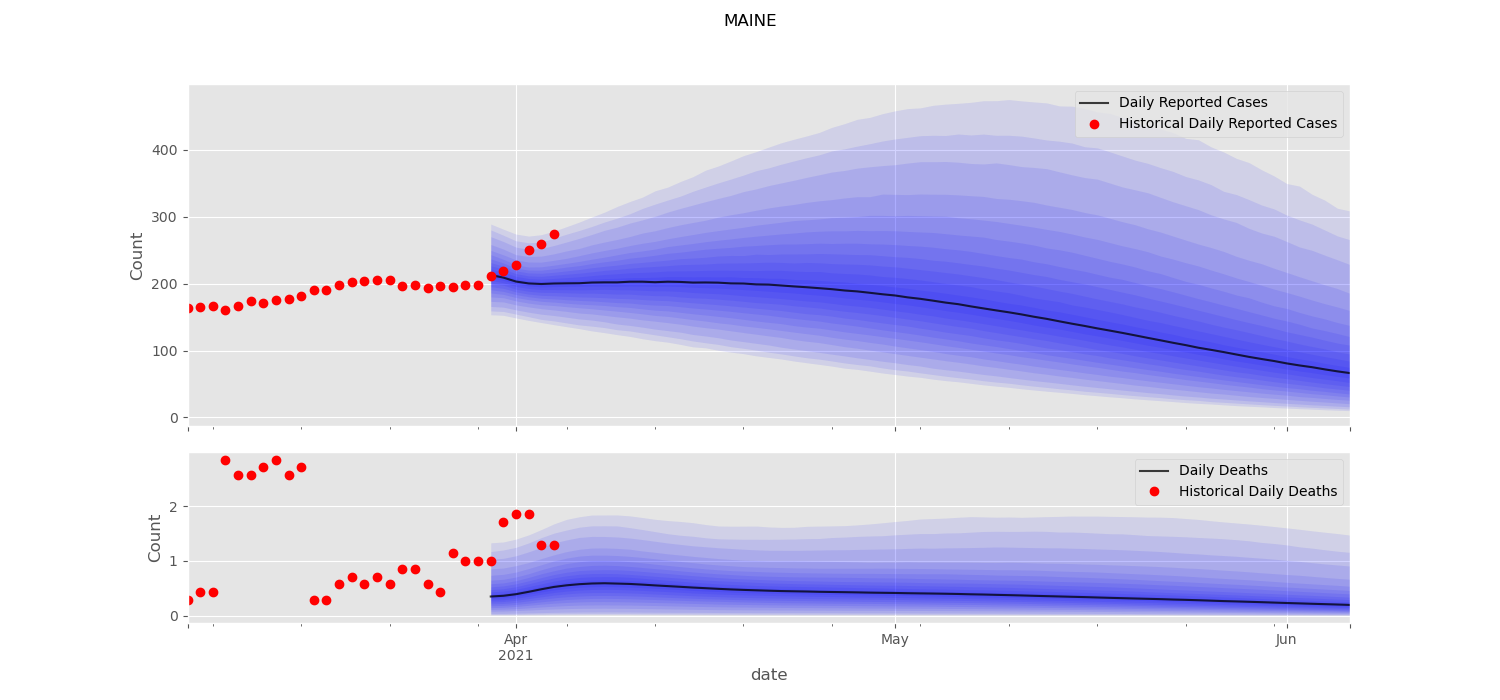 MAINE
Count
400
300
200
100
0
Daily Reported Cases
Historical Daily Reported Cases
Count
2
1
0
Daily Deaths
Historical Daily Deaths
Apr
2021
May
Jun
date